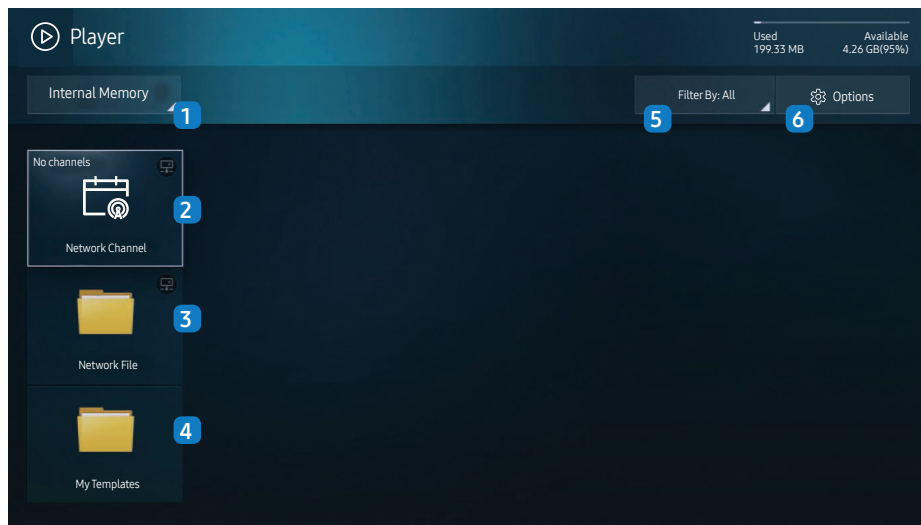 Player
Used
199.33 MB
Available
4.26 GB(95%)
Internal Memory
1
Filter By: All
5
Options
6
No channels
2
Network Channel
3
Network File
4
My Templates